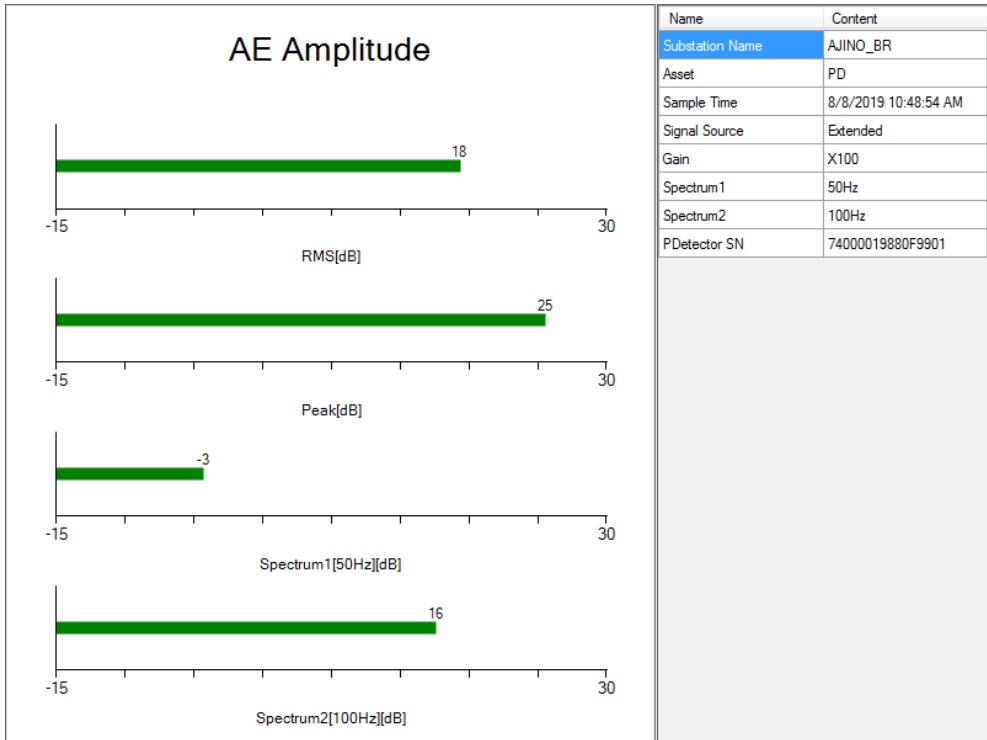 AE Amplitude
18
-15 30
RMS[dB]
25
-15 30
Peak[dB]
-3
-15 30
Spectrum1[50Hz][dB]
16
-15 30
Spectrum2[100Hz][dB]
Name Content
Substation Name AJINO_BR
Asset PD
Sample Time 8/8/2019 10:48:54 AM
Signal Source Extended
Gain X100
Spectrum1 50Hz
Spectrum2 100Hz
PDetector SN 74000019880F9901